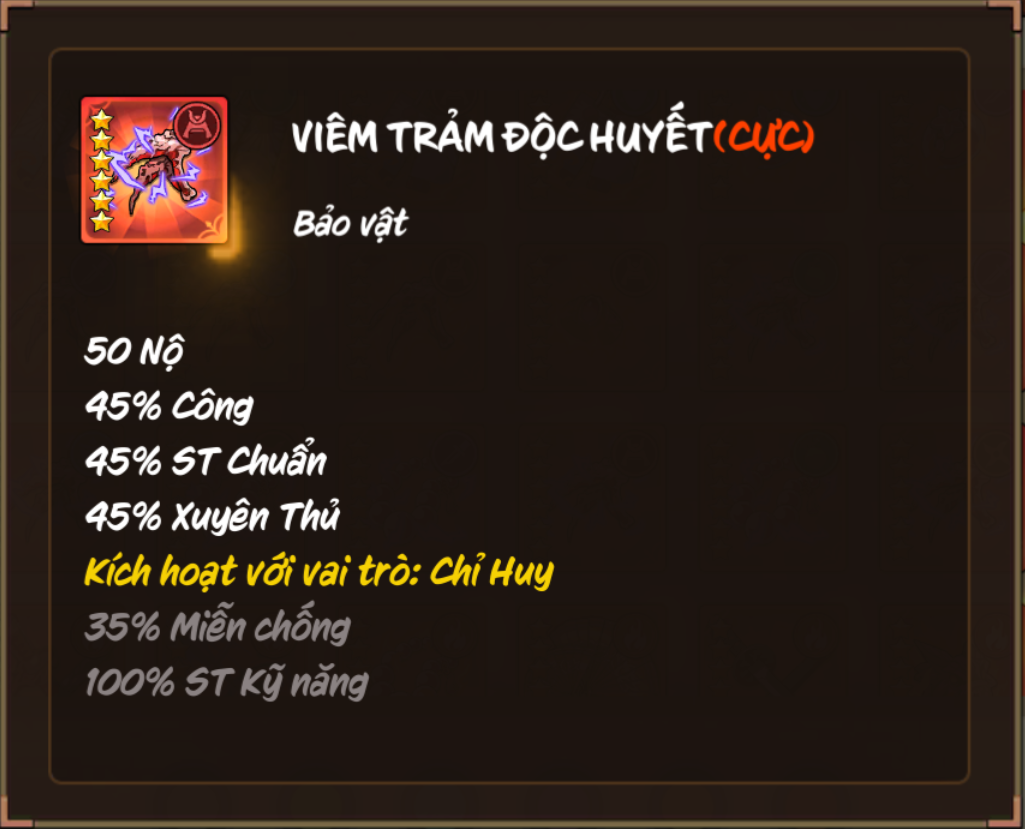 VIÊM TRẢM ĐỘC HUYẾT(CỰC)
Bảo vật
50 Nộ
45% Công
45% ST Chuẩn
45% Xuyên Thủ
Kích hoạt với vai trò: Chỉ Huy
35% Miễn chống
100% ST Kỹ năng